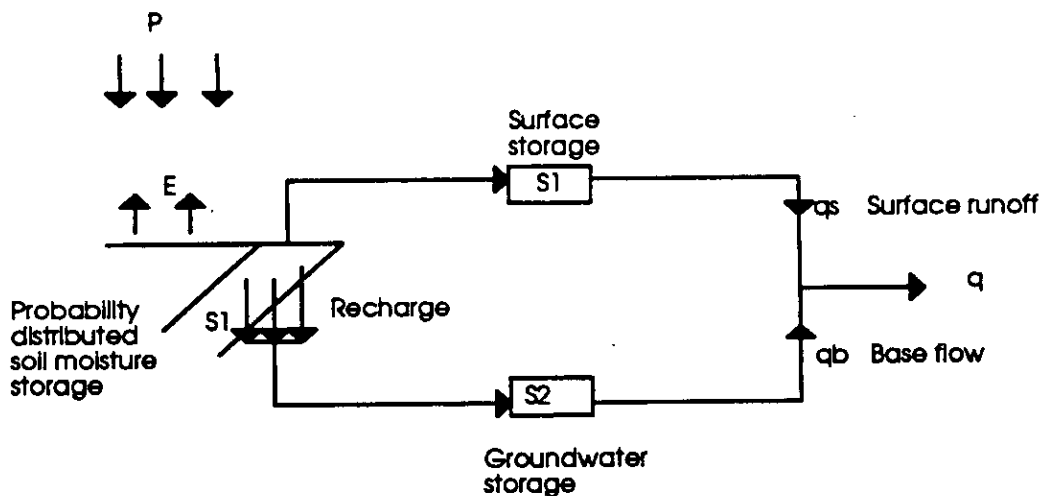 P
E
Surface
storage
S1
qs Surface runoff
Probability
distributed
soil moisture
storage
S1
Recharge
q
qb Base flow
S2
Groundwater
storage